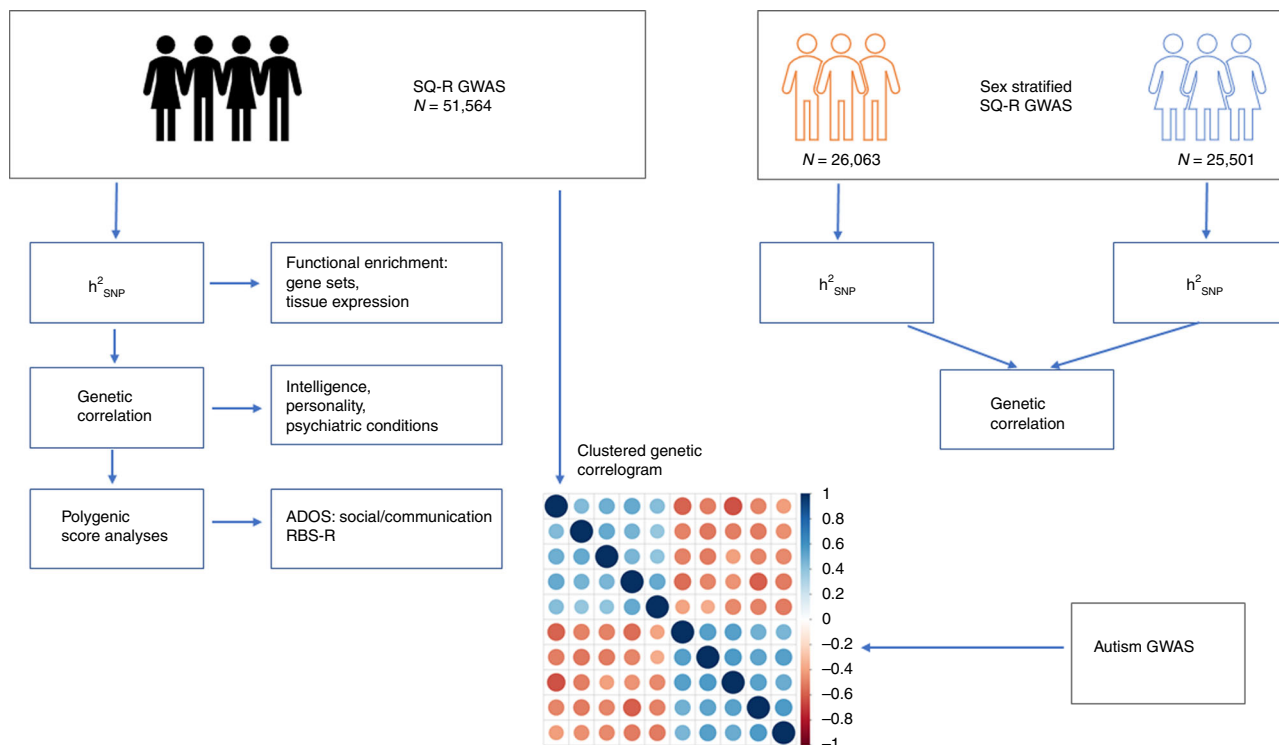 SQ-R GWAS
N = 51,564
Sex stratified
SQ-R GWAS
N = 26,063
N = 25,501
h²SNP
Functional enrichment:
gene sets,
tissue expression
h²SNP
h²SNP
Genetic
correlation
Intelligence,
personality,
psychiatric conditions
Genetic
correlation
Polygenic
score analyses
ADOS: social/communication
RBS-R
Clustered genetic
correlogram
1
0.8
0.6
0.4
0.2
0
–0.2
–0.4
–0.6
–0.8
–1
Autism GWAS